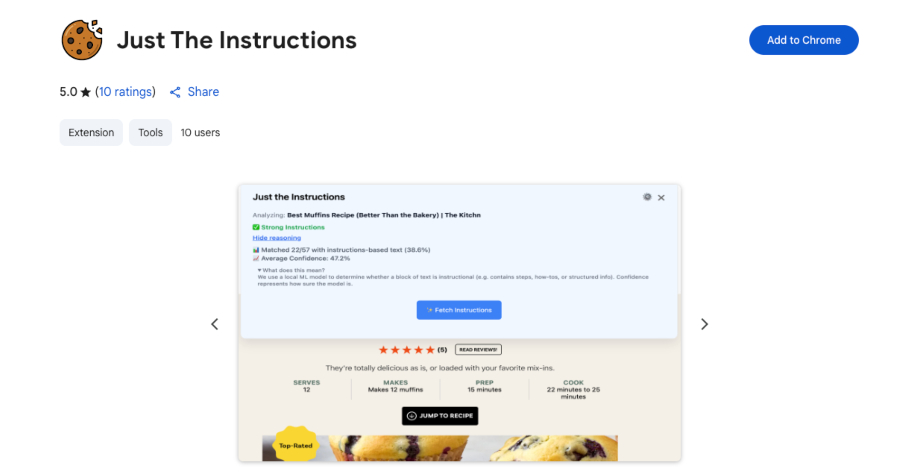 Just The Instructions
Add to Chrome
5.0 ★ (10 ratings) Share
Extension Tools 10 users
Just the Instructions
Analyzing: Best Muffins Recipe (Better Than the Bakery) | The Kitchn
✅ Strong Instructions
Hide reasoning
📊 Matched 22/57 with instructions-based text (38.6%)
📈 Average Confidence: 47.2%
▼ What does this mean?
We use a local ML model to determine whether a block of text is instructional (e.g. contains steps, how-tos, or structured info). Confidence
represents how sure the model is.
✨ Fetch Instructions
★★★★★ (5) READ REVIEWS!
They're totally delicious as is, or loaded with your favorite mix-ins.
SERVES MAKES PREP COOK
12 Makes 12 muffins 15 minutes 22 minutes to 25
minutes
JUMP TO RECIPE
Top-Rated